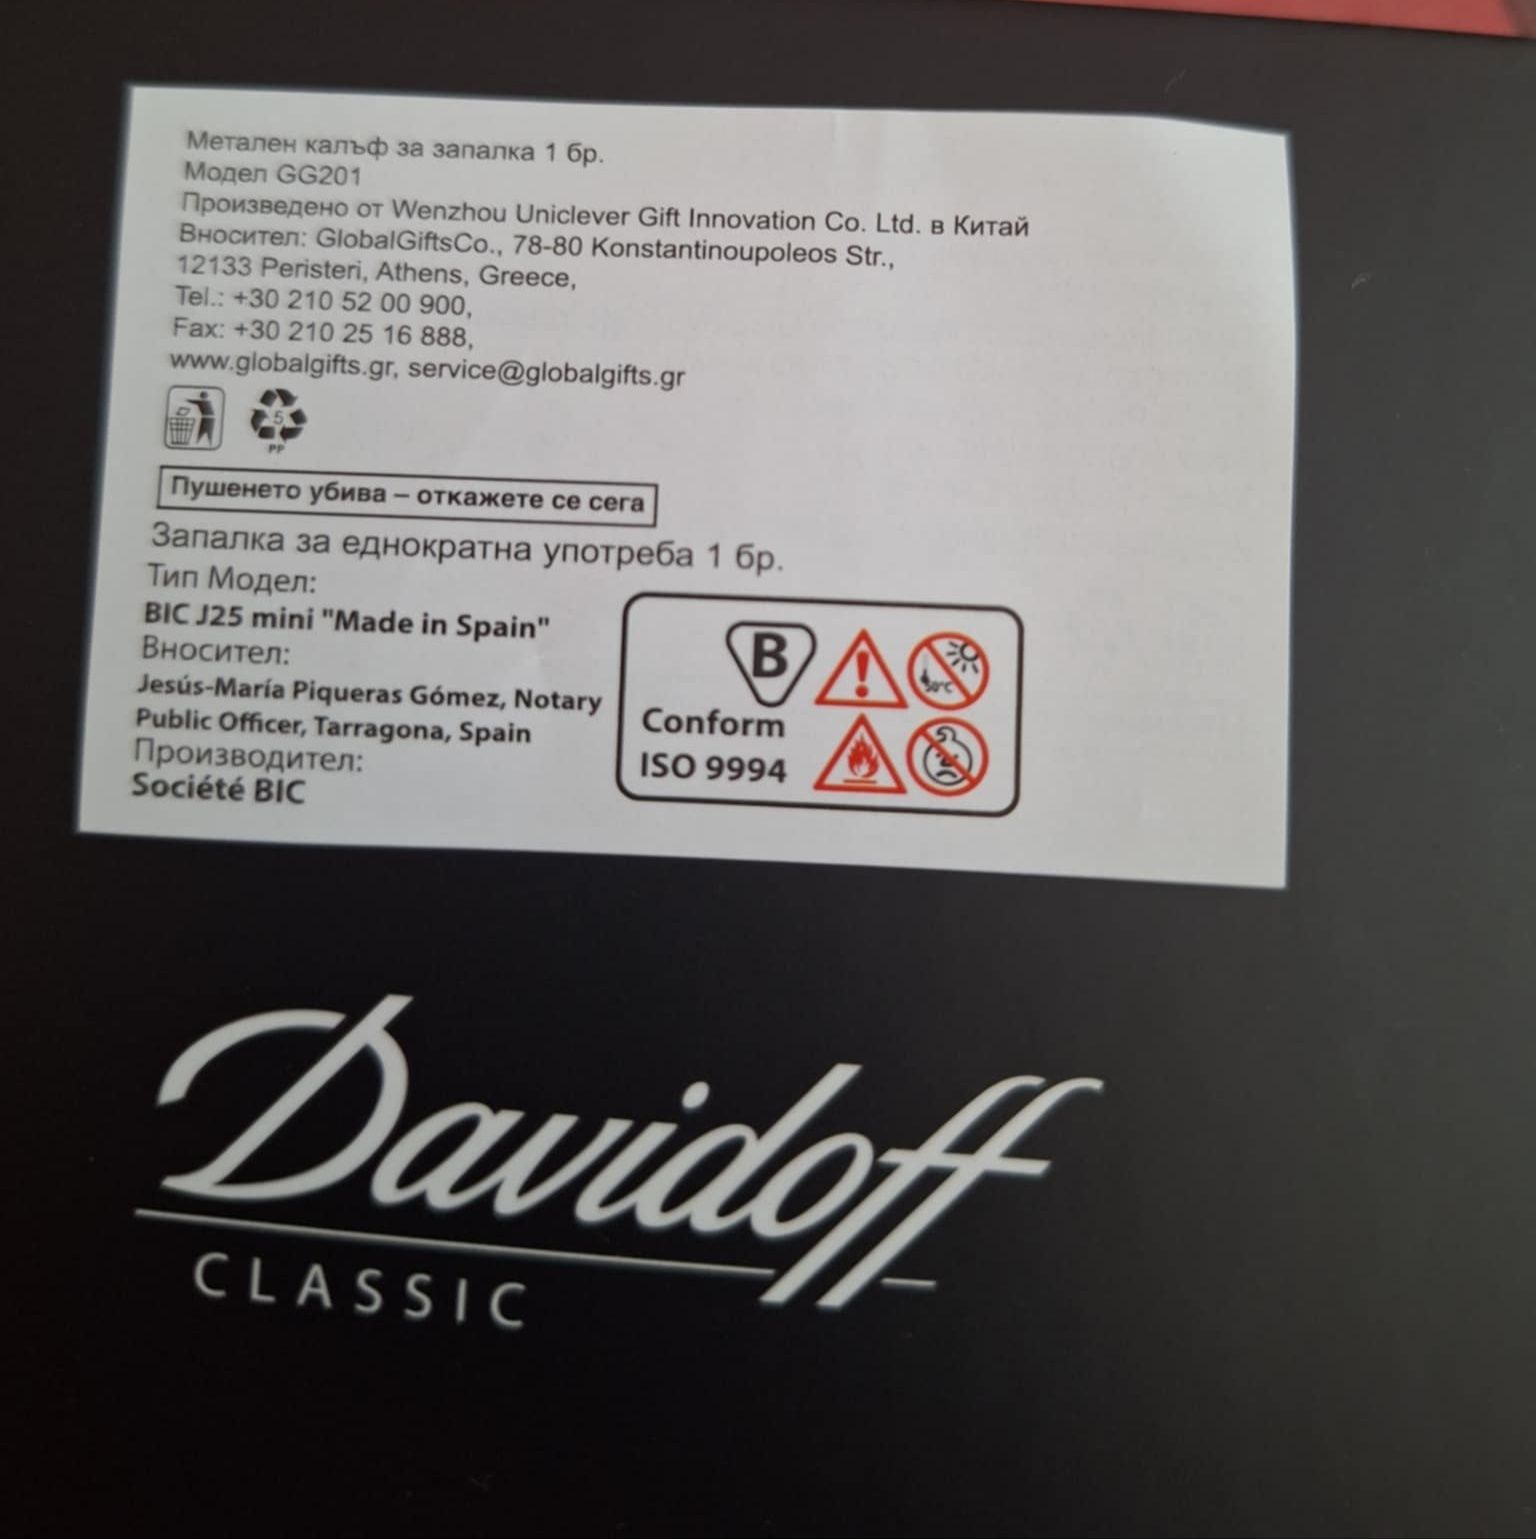 Метален калъф за запалка 1 бр.
Модел GG201
Произведено от Wenzhou Uniclever Gift Innovation Co. Ltd. в Китай
Вносител: GlobalGiftsCo., 78-80 Konstantinoupoleos Str.,
12133 Peristeri, Athens, Greece,
Tel.: +30 210 52 00 900,
Fax: +30 210 25 16 888,
www.globalgifts.gr, service@globalgifts.gr
5
PP
Пушенето убива – откажете се сега
Запалка за еднократна употреба 1 бр.
Тип Модел:
BIC J25 mini "Made in Spain"
Вносител:
Jesús-María Piqueras Gómez, Notary
Public Officer, Tarragona, Spain
Производител:
Société BIC
B
Conform
ISO 9994
50°C
Davidoff
CLASSIC